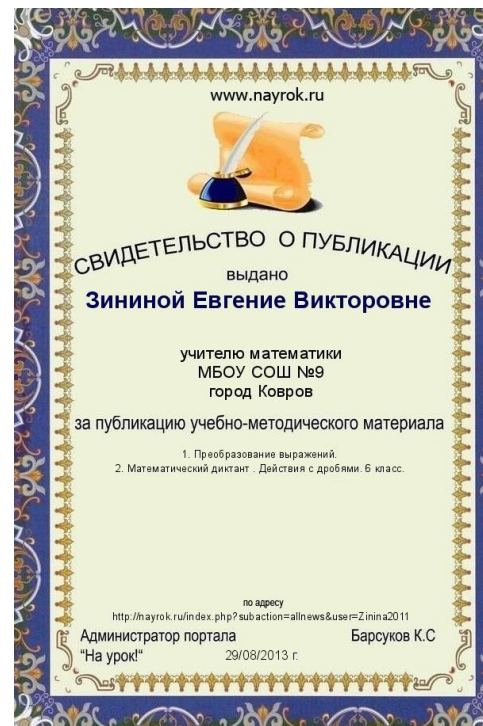 www.nayrok.ru
СВИДЕТЕЛЬСТВО О ПУБЛИКАЦИИ
выдано
Зининой Евгение Викторовне
учителю математики
МБОУ СОШ №9
город Ковров
за публикацию учебно-методического материала
1. Преобразование выражений.
2. Математический диктант . Действия с дробями. 6 класс.
по адресу
http://nayrok.ru/index.php?subaction=allnews&user=Zinina2011
Администратор портала Барсуков К.С
"На урок!" 29/08/2013 г.